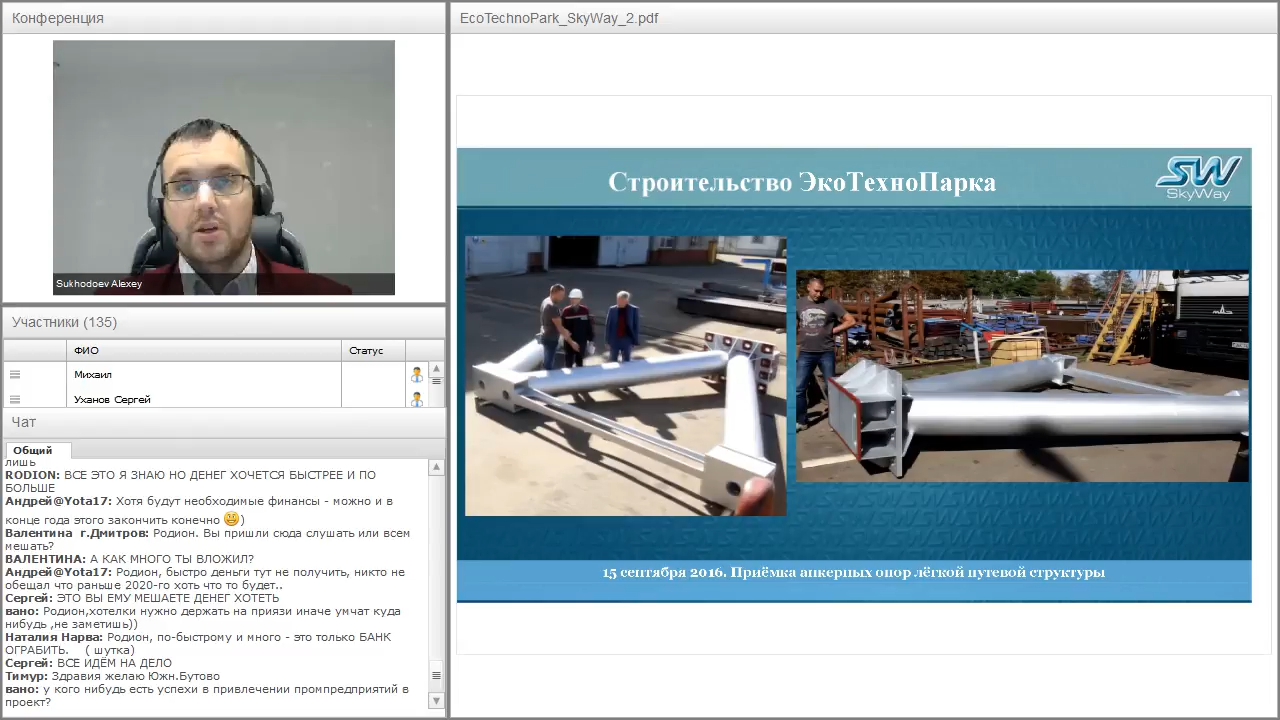 Конференция
Sukhodoev Alexey
Участники (135)
ФИО
Статус
Михаил
Уханов Сергей
Чат
Общий
лишь
RODION: ВСЕ ЭТО Я ЗНАЮ НО ДЕНЕГ ХОЧЕТСЯ БЫСТРЕЕ И ПО
БОЛЬШЕ
Андрей@Yota17: Хотя будут необходимые финансы - можно и в
конце года этого закончить конечно 😀)
Валентина г.Дмитров: Родион. Вы пришли сюда слушать или всем
мешать?
ВАЛЕНТИНА: А КАК МНОГО ТЫ ВЛОЖИЛ?
Андрей@Yota17: Родион, быстро деньги тут не получить, никто не
обещал что раньше 2020-го хоть что то будет..
Сергей: ЭТО ВЫ ЕМУ МЕШАЕТЕ ДЕНЕГ ХОТЕТЬ
вано: Родион,хотелки нужно держать на приязи иначе умчат куда
нибудь ,не заметишь))
Наталия Нарва: Родион, по-быстрому и много - это только БАНК
ОГРАБИТЬ. ( шутка)
Сергей: ВСЕ ИДЁМ НА ДЕЛО
Тимур: Здравия желаю Южн.Бутово
вано: у кого нибудь есть успехи в привлечении промпредприятий в
проект?
EcoTechnoPark_SkyWay_2.pdf
Строительство ЭкоТехноПарка
SW
SkyWay
15 сентября 2016. Приёмка анкерных опор лёгкой путевой структуры